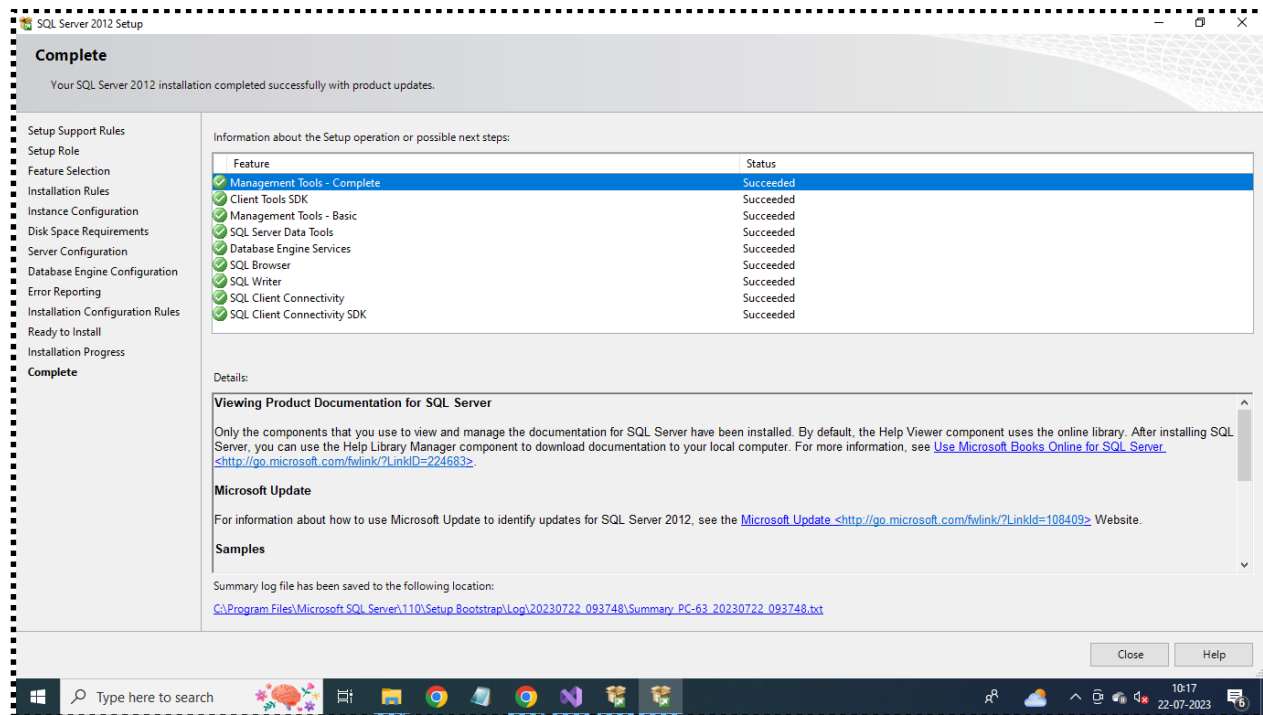 SQL Server 2012 Setup
Complete
Your SQL Server 2012 installation completed successfully with product updates.
Setup Support Rules
Setup Role
Feature Selection
Installation Rules
Instance Configuration
Disk Space Requirements
Server Configuration
Database Engine Configuration
Error Reporting
Installation Configuration Rules
Ready to Install
Installation Progress
Complete
Information about the Setup operation or possible next steps:
Feature Status
Management Tools - Complete Succeeded
Client Tools SDK Succeeded
Management Tools - Basic Succeeded
SQL Server Data Tools Succeeded
Database Engine Services Succeeded
SQL Browser Succeeded
SQL Writer Succeeded
SQL Client Connectivity Succeeded
SQL Client Connectivity SDK Succeeded
Details:
Viewing Product Documentation for SQL Server
Only the components that you use to view and manage the documentation for SQL Server have been installed. By default, the Help Viewer component uses the online library. After installing SQL
Server, you can use the Help Library Manager component to download documentation to your local computer. For more information, see Use Microsoft Books Online for SQL Server
<http://go.microsoft.com/fwlink/?LinkID=224683>.
Microsoft Update
For information about how to use Microsoft Update to identify updates for SQL Server 2012, see the Microsoft Update <http://go.microsoft.com/fwlink/?LinkId=108409> Website.
Samples
Summary log file has been saved to the following location:
C:\Program Files\Microsoft SQL Server\110\Setup Bootstrap\Log\20230722_093748\Summary_PC-63_20230722_093748.txt
Close Help
Type here to search
10:17
22-07-2023
6